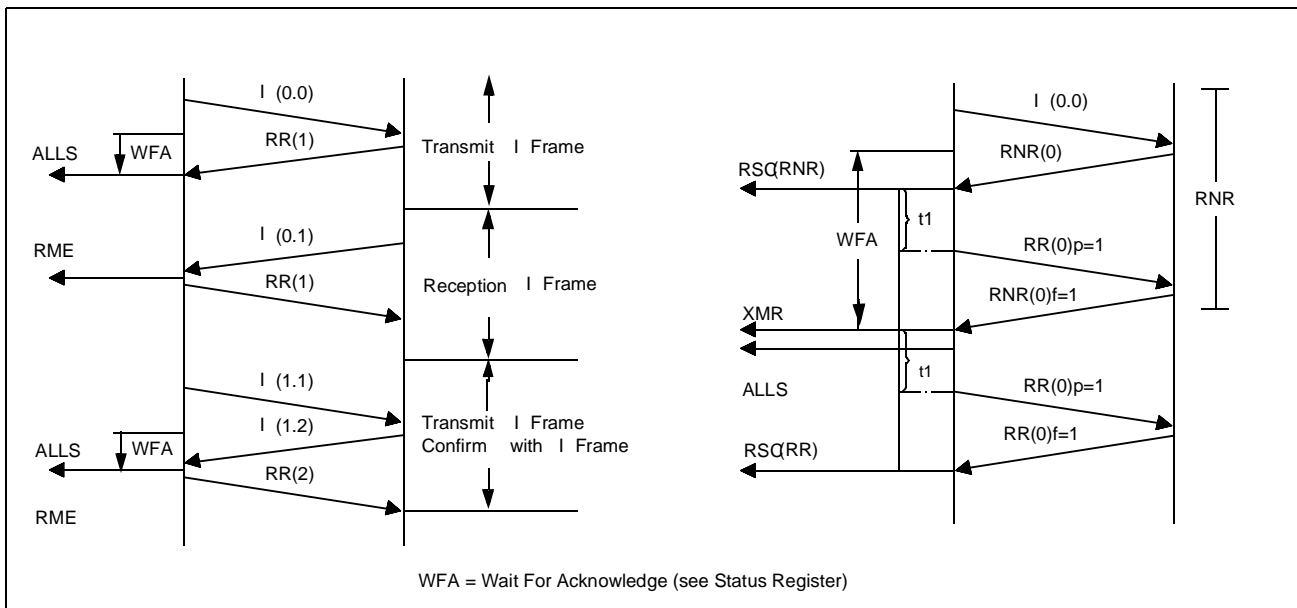 I (0.0)
RR(1)
WFA
ALLS
Transmit I Frame
I (0.1)
RME
RR(1)
Reception I Frame
I (1.1)
I (1.2)
Transmit I Frame
Confirm with I Frame
WFA
ALLS
RR(2)
RME
I (0.0)
RNR(0)
RSC(RNR)
RNR
t1
WFA
RR(0)p=1
RNR(0)f=1
XMR
t1
ALLS
RR(0)p=1
RR(0)f=1
RSC(RR)
WFA = Wait For Acknowledge (see Status Register)